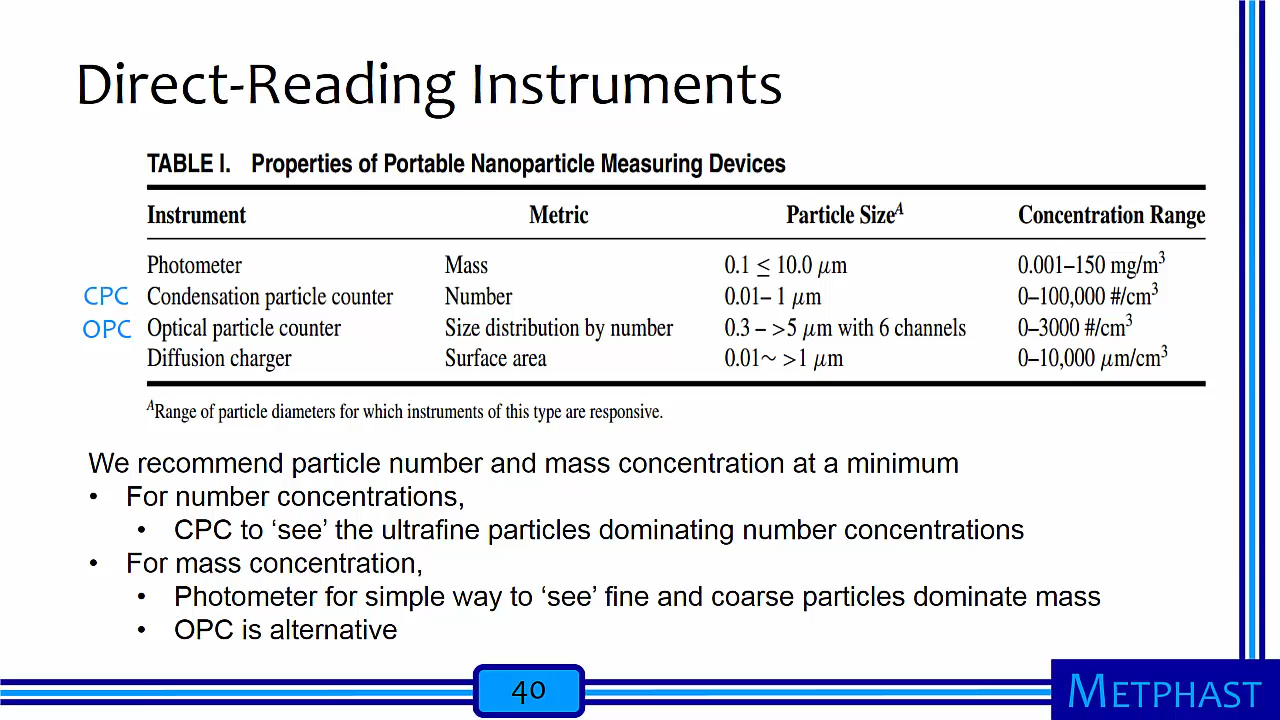 Direct-Reading Instruments
TABLE I. Properties of Portable Nanoparticle Measuring Devices
Instrument Metric Particle Size^A Concentration Range
Photometer Mass 0.1 ≤ 10.0 μm 0.001–150 mg/m³
CPC Condensation particle counter Number 0.01– 1 μm 0–100,000 #/cm³
OPC Optical particle counter Size distribution by number 0.3 – >5 μm with 6 channels 0–3000 #/cm³
Diffusion charger Surface area 0.01~ >1 μm 0–10,000 μm/cm³
^A Range of particle diameters for which instruments of this type are responsive.
We recommend particle number and mass concentration at a minimum
• For number concentrations,
• CPC to ‘see’ the ultrafine particles dominating number concentrations
• For mass concentration,
• Photometer for simple way to ‘see’ fine and coarse particles dominate mass
• OPC is alternative
40
METPHAST